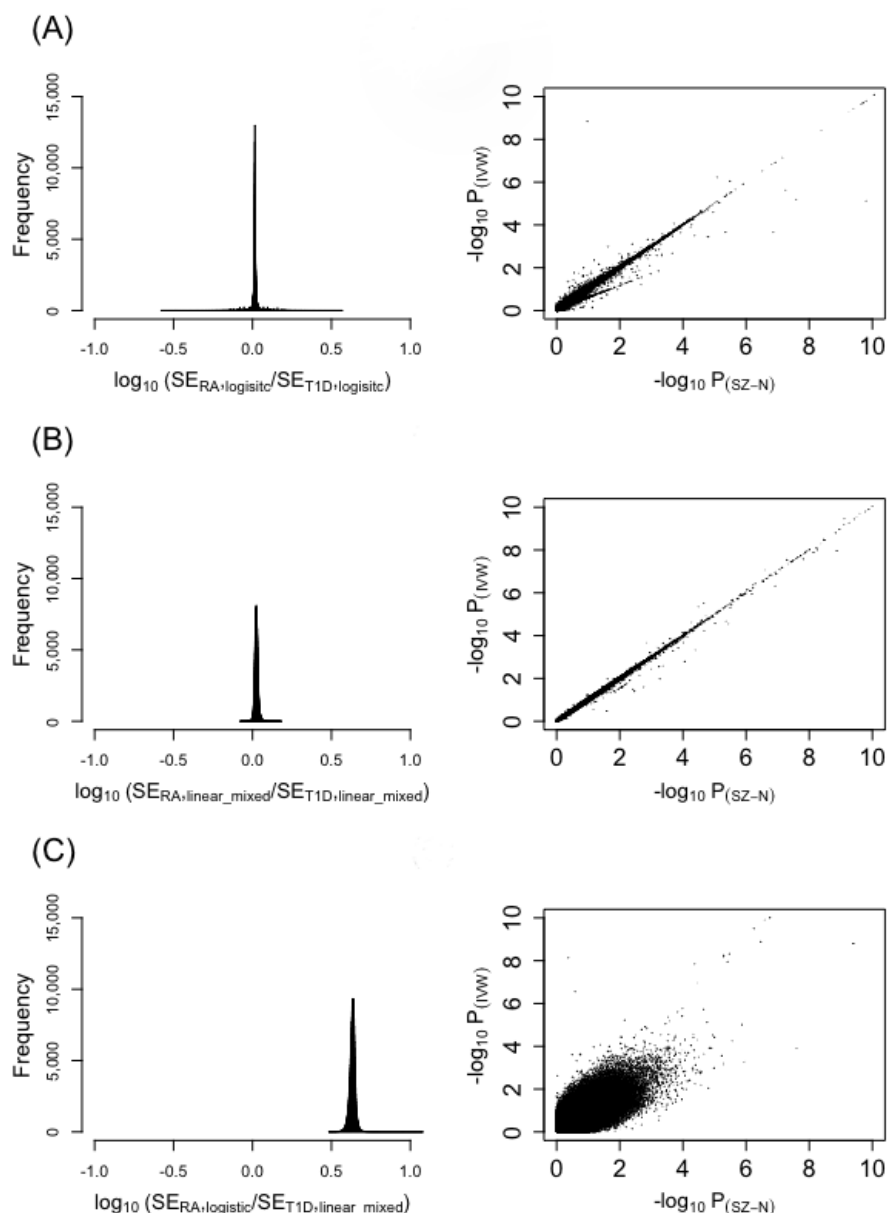 (A)
Frequency
0
5,000
10,000
15,000
-1.0 -0.5 0.0 0.5 1.0
log10 (SERA,logisitc/SET1D,logisitc)
-log10 P(IVW)
0 2 4 6 8 10
0 2 4 6 8 10
-log10 P(SZ−N)
(B)
Frequency
0
5,000
10,000
15,000
-1.0 -0.5 0.0 0.5 1.0
log10 (SERA,linear_mixed/SET1D,linear_mixed)
-log10 P(IVW)
0 2 4 6 8 10
0 2 4 6 8 10
-log10 P(SZ−N)
(C)
Frequency
0
5,000
10,000
15,000
-1.0 -0.5 0.0 0.5 1.0
log10 (SERA,logistic/SET1D,linear_mixed)
-log10 P(IVW)
0 2 4 6 8 10
0 2 4 6 8 10
-log10 P(SZ−N)